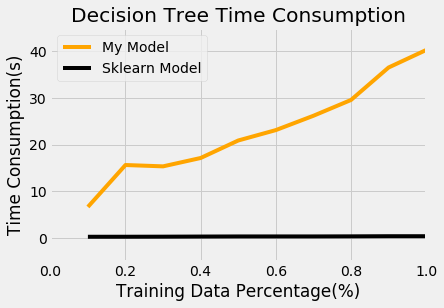 Decision Tree Time Consumption
My Model
Sklearn Model
Time Consumption(s)
40
30
20
10
0
0.0 0.2 0.4 0.6 0.8 1.0
Training Data Percentage(%)